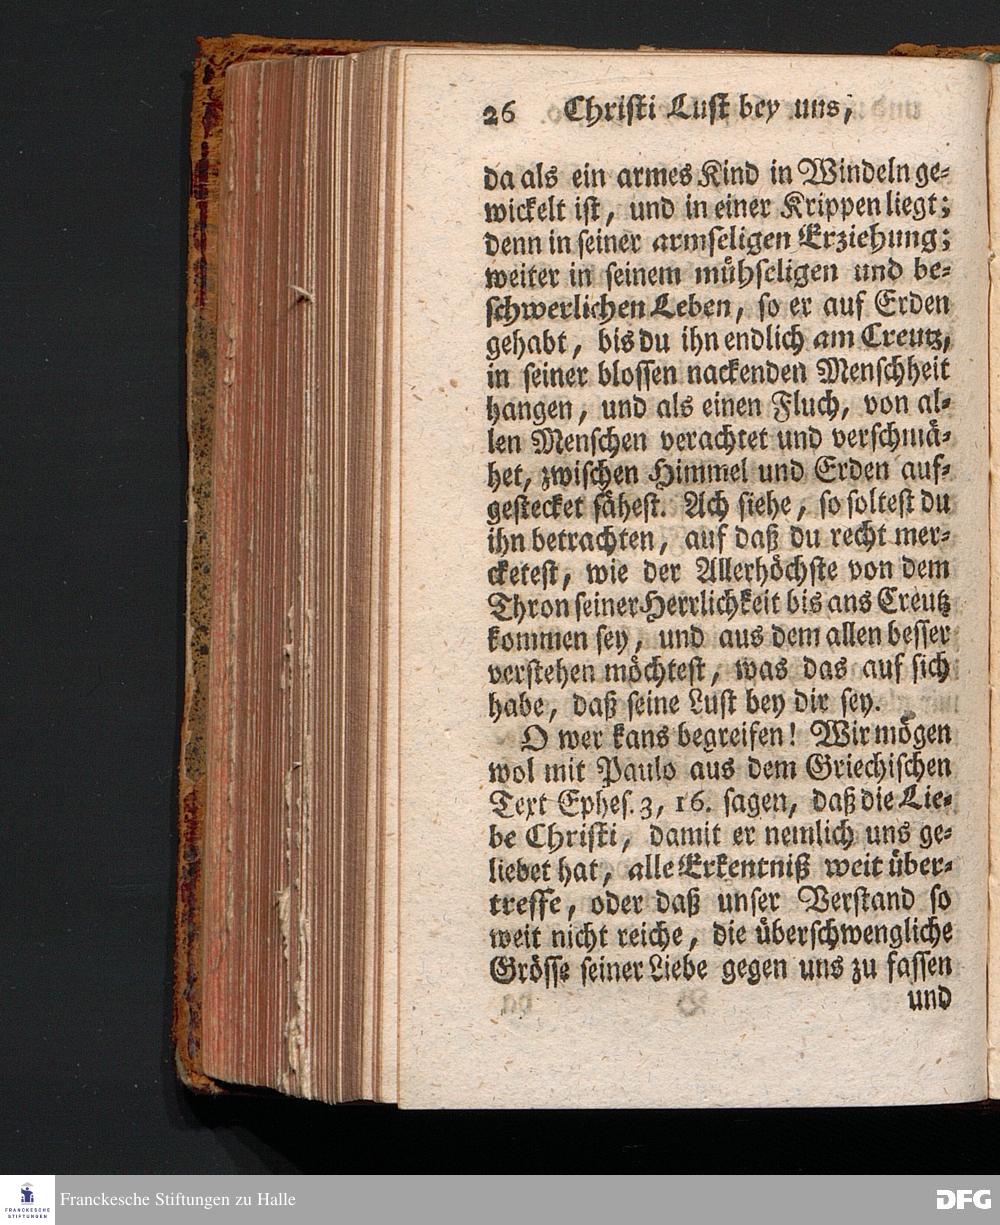 26 Christi Lust bey uns,
da als ein armes Kind in Windeln ge-
wickelt ist, und in einer Krippen liegt;
denn in seiner armseligen Erziehung;
weiter in seinem mühseligen und be-
schwerlichen Leben, so er auf Erden
gehabt, bis du ihn endlich am Creutz,
in seiner blossen nackenden Menschheit
hangen, und als einen Fluch, von al-
len Menschen verachtet und verschmä-
het, zwischen Himmel und Erden auf-
gestecket sähest. Ach siehe, so soltest du
ihn betrachten, auf daß du recht mer-
cketest, wie der Allerhöchste von dem
Thron seiner Herrlichkeit bis ans Creutz
kommen sey, und aus dem allen besser
verstehen möchtest, was das auf sich
habe, daß seine Lust bey dir sey.
O wer kans begreifen! Wir mögen
wol mit Paulo aus dem Griechischen
Text Ephes. 3, 16. sagen, daß die Lie-
be Christi, damit er nemlich uns ge-
liebet hat, alle Erkentniß weit über-
treffe, oder daß unser Verstand so
weit nicht reiche, die überschwengliche
Grösse seiner Liebe gegen uns zu fassen
und
FRANCKESCHE
STIFTUNGEN
Franckesche Stiftungen zu Halle
DFG